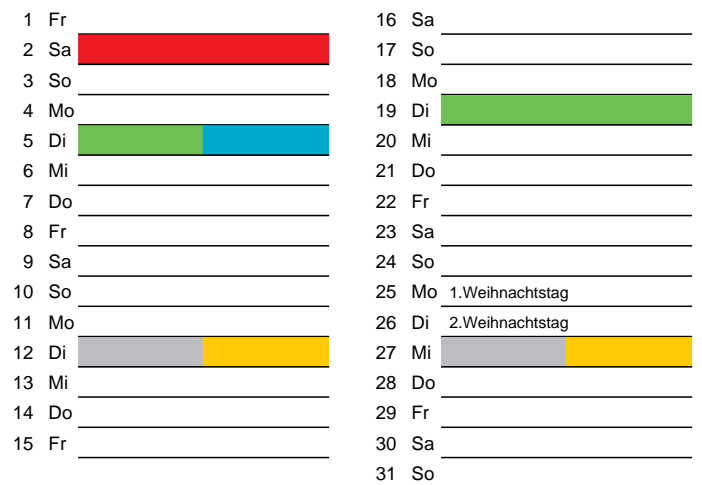 1 Fr
2 Sa
3 So
4 Mo
5 Di
6 Mi
7 Do
8 Fr
9 Sa
10 So
11 Mo
12 Di
13 Mi
14 Do
15 Fr
16 Sa
17 So
18 Mo
19 Di
20 Mi
21 Do
22 Fr
23 Sa
24 So
25 Mo 1.Weihnachtstag
26 Di 2.Weihnachtstag
27 Mi
28 Do
29 Fr
30 Sa
31 So